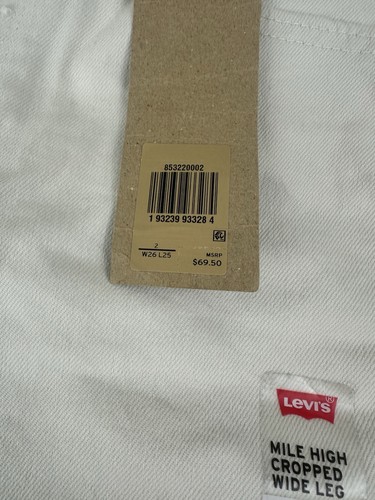 853220002
1 93239 93328 4
2
W26 L25
MSRP
$69.50
Levi's ®
MILE HIGH
CROPPED
WIDE LEG